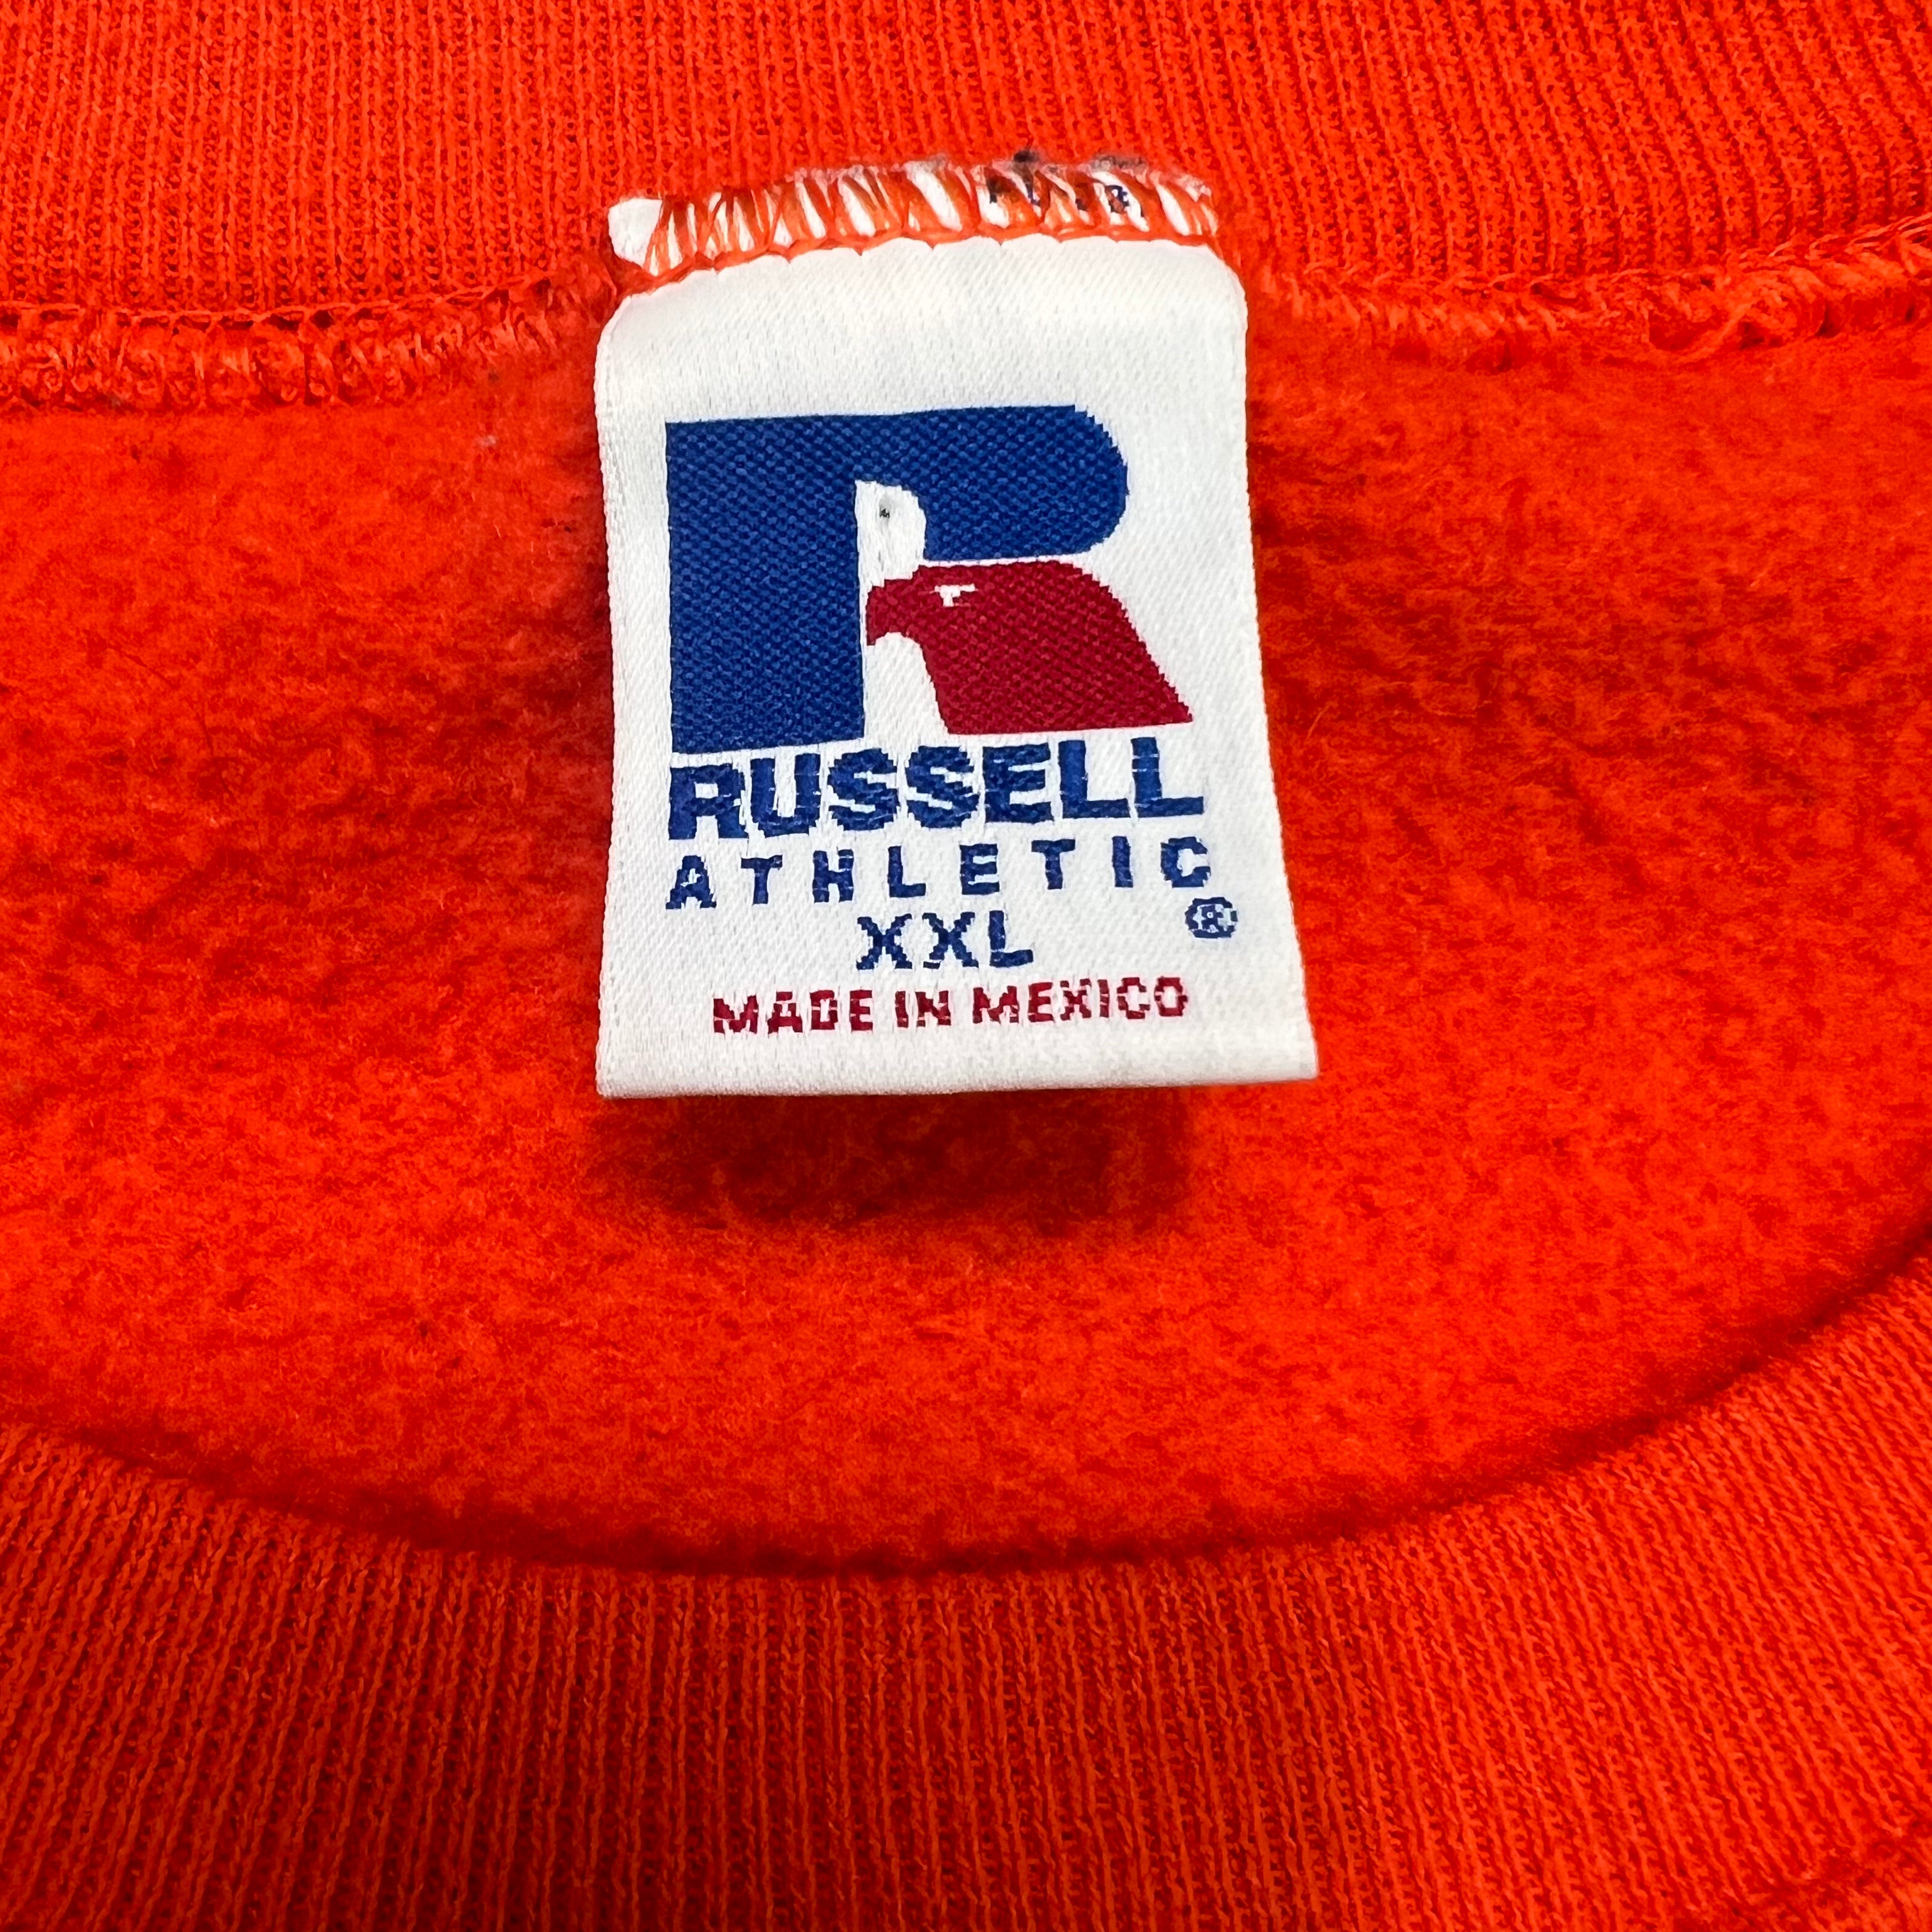 RUSSELL
ATHLETIC
®
XXL
MADE IN MEXICO